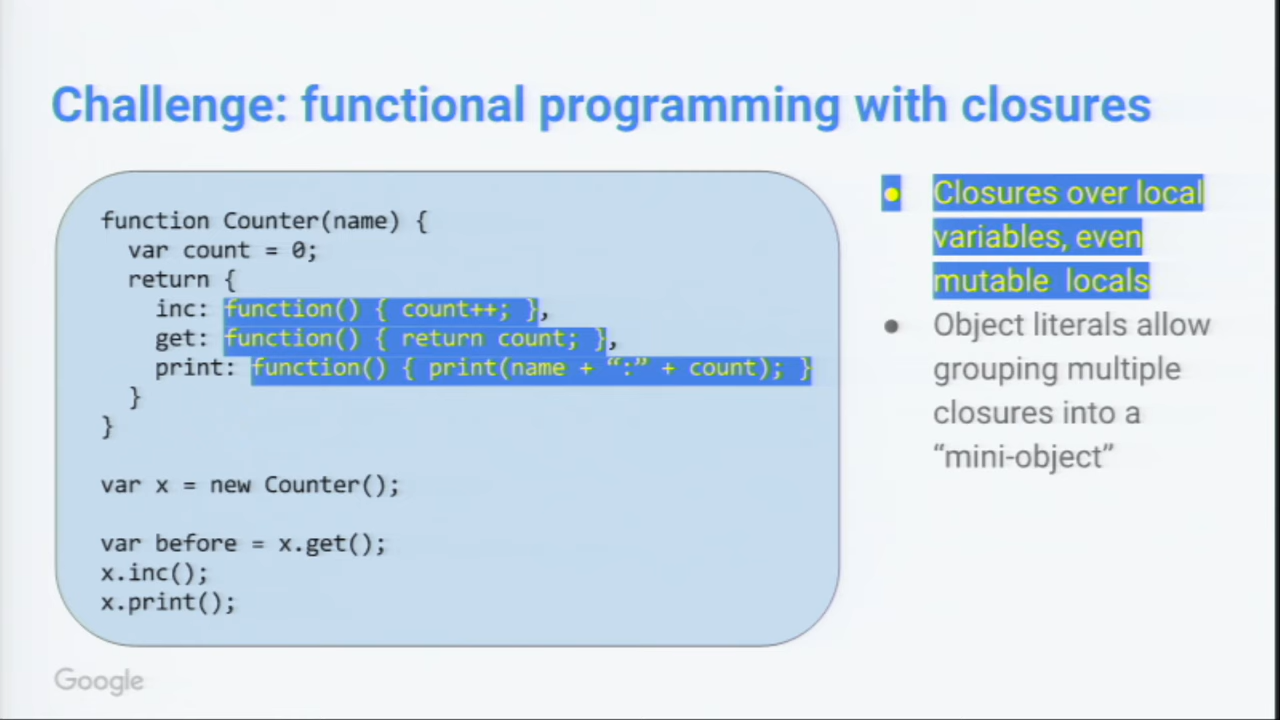 Challenge: functional programming with closures
function Counter(name) {
var count = 0;
return {
inc: function() { count++; },
get: function() { return count; },
print: function() { print(name + “:” + count); }
}
}
var x = new Counter();
var before = x.get();
x.inc();
x.print();
● Closures over local
variables, even
mutable locals
● Object literals allow
grouping multiple
closures into a
“mini-object”
Google